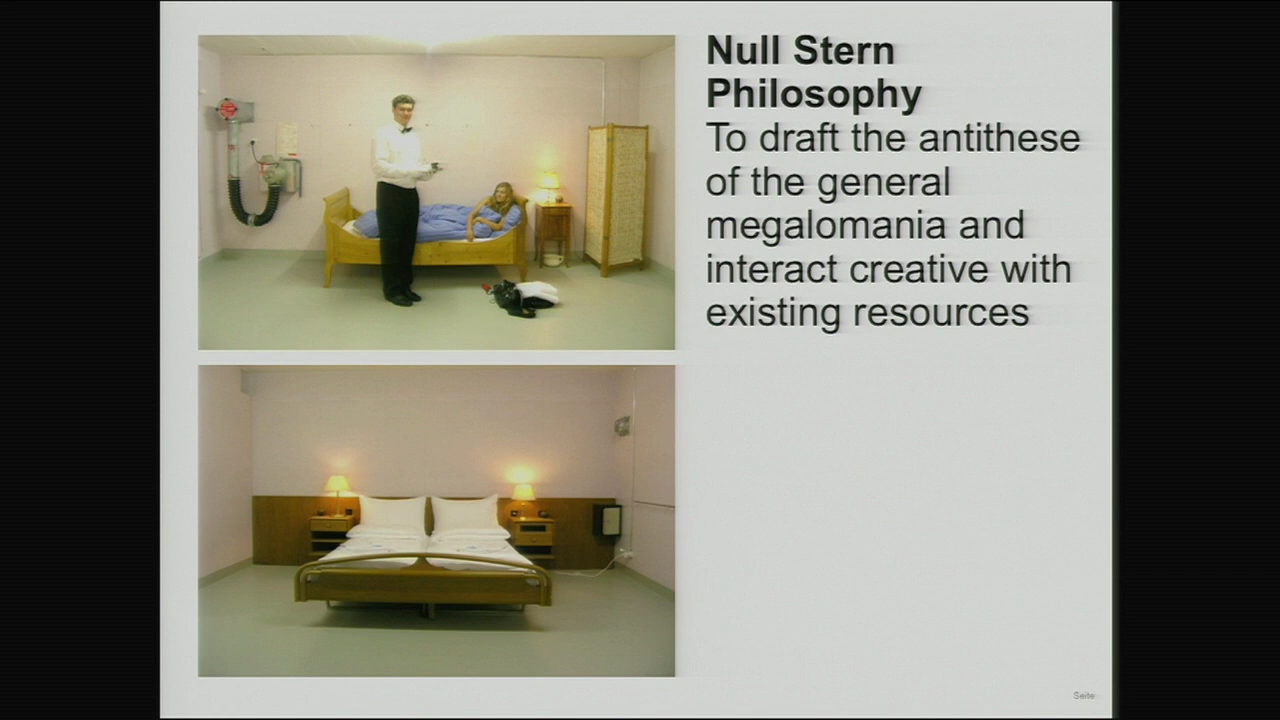 Null Stern
Philosophy
To draft the antithese
of the general
megalomania and
interact creative with
existing resources
Seite